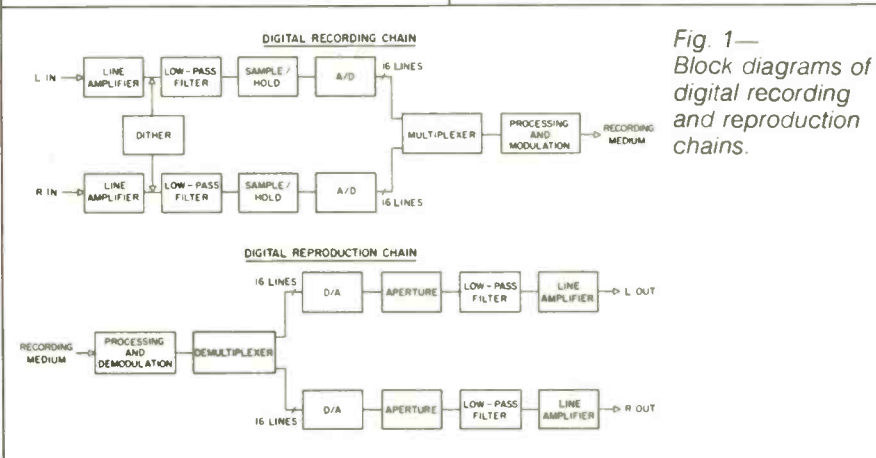 DIGITAL RECORDING CHAIN
L IN
LINE
AMPLIFIER
LOW-PASS
FILTER
SAMPLE/
HOLD
A/D
16 LINES
DITHER
MULTIPLEXER
PROCESSING
AND
MODULATION
RECORDING
MEDIUM
R IN
LINE
AMPLIFIER
LOW-PASS
FILTER
SAMPLE/
HOLD
A/D
16 LINES
DIGITAL REPRODUCTION CHAIN
RECORDING
MEDIUM
PROCESSING
AND
DEMODULATION
DEMULTIPLEXER
16 LINES
D/A
APERTURE
LOW-PASS
FILTER
LINE
AMPLIFIER
L OUT
16 LINES
D/A
APERTURE
LOW-PASS
FILTER
LINE
AMPLIFIER
R OUT
Fig. 1—
Block diagrams of
digital recording
and reproduction
chains.